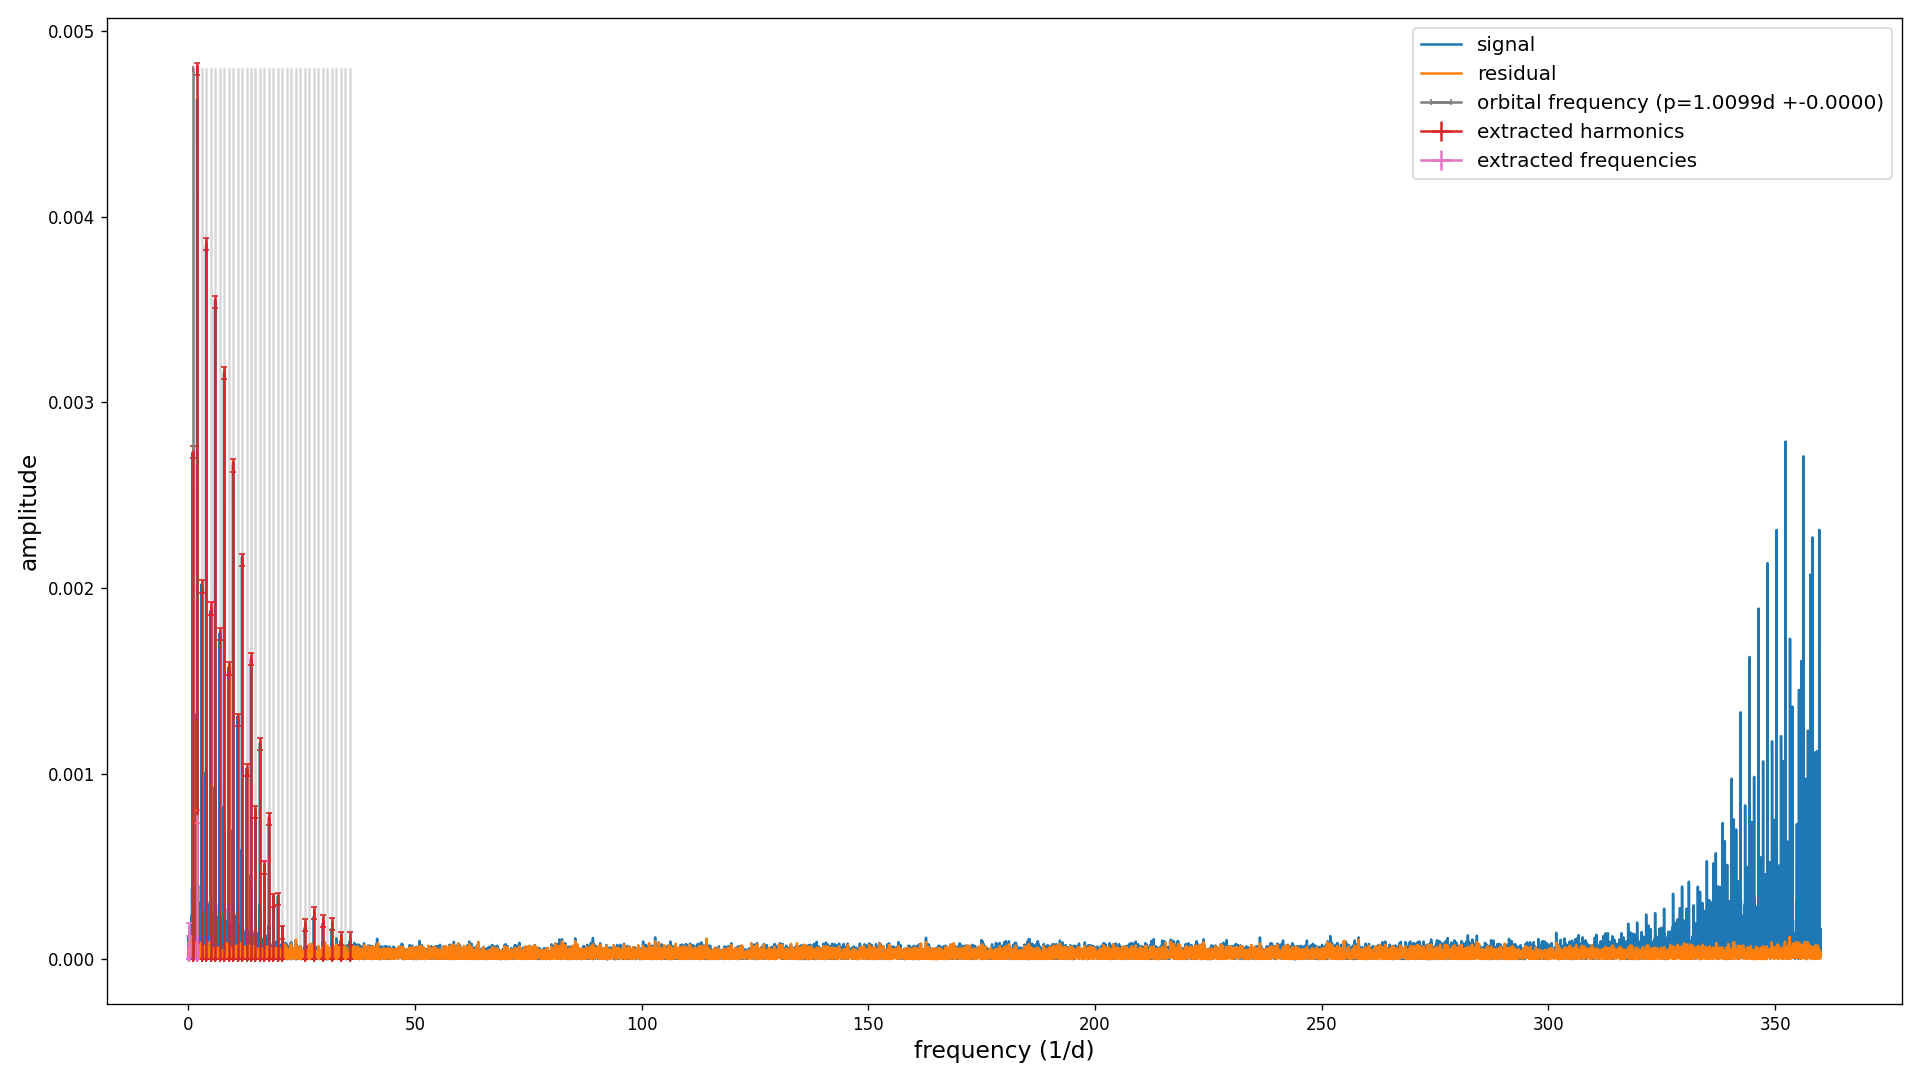 0.005
0.004
0.003
0.002
0.001
0.000
amplitude
0 50 100 150 200 250 300 350
frequency (1/d)
signal
residual
orbital frequency (p=1.0099d +-0.0000)
extracted harmonics
extracted frequencies